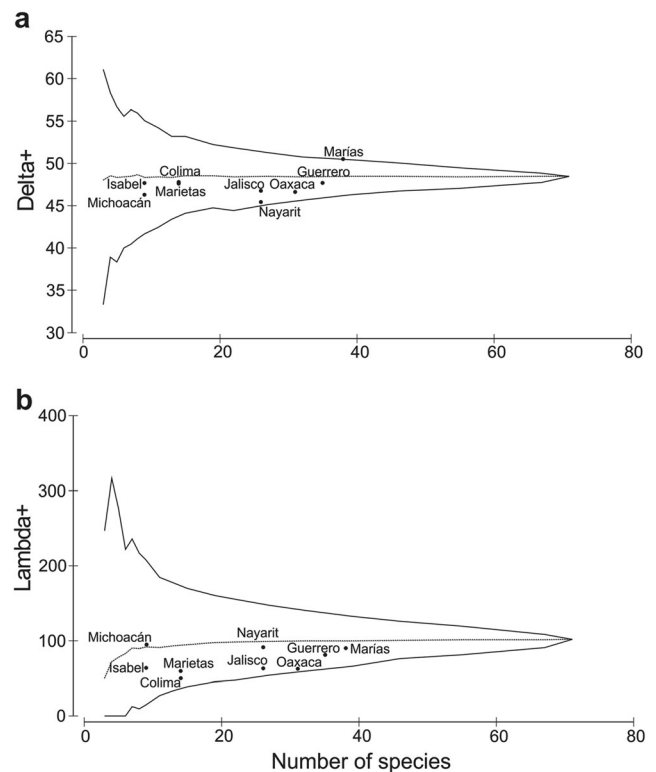 a
Delta+
65
60
55
50
45
40
35
30
Marías
Colima
Guerrero
Isabel
Marietas
Jalisco Oaxaca
Michoacán
Nayarit
0 20 40 60 80
b
Lambda+
400
300
200
100
0
Michoacán
Nayarit
Guerrero Marías
Isabel
Marietas
Jalisco
Oaxaca
Colima
0 20 40 60 80
Number of species